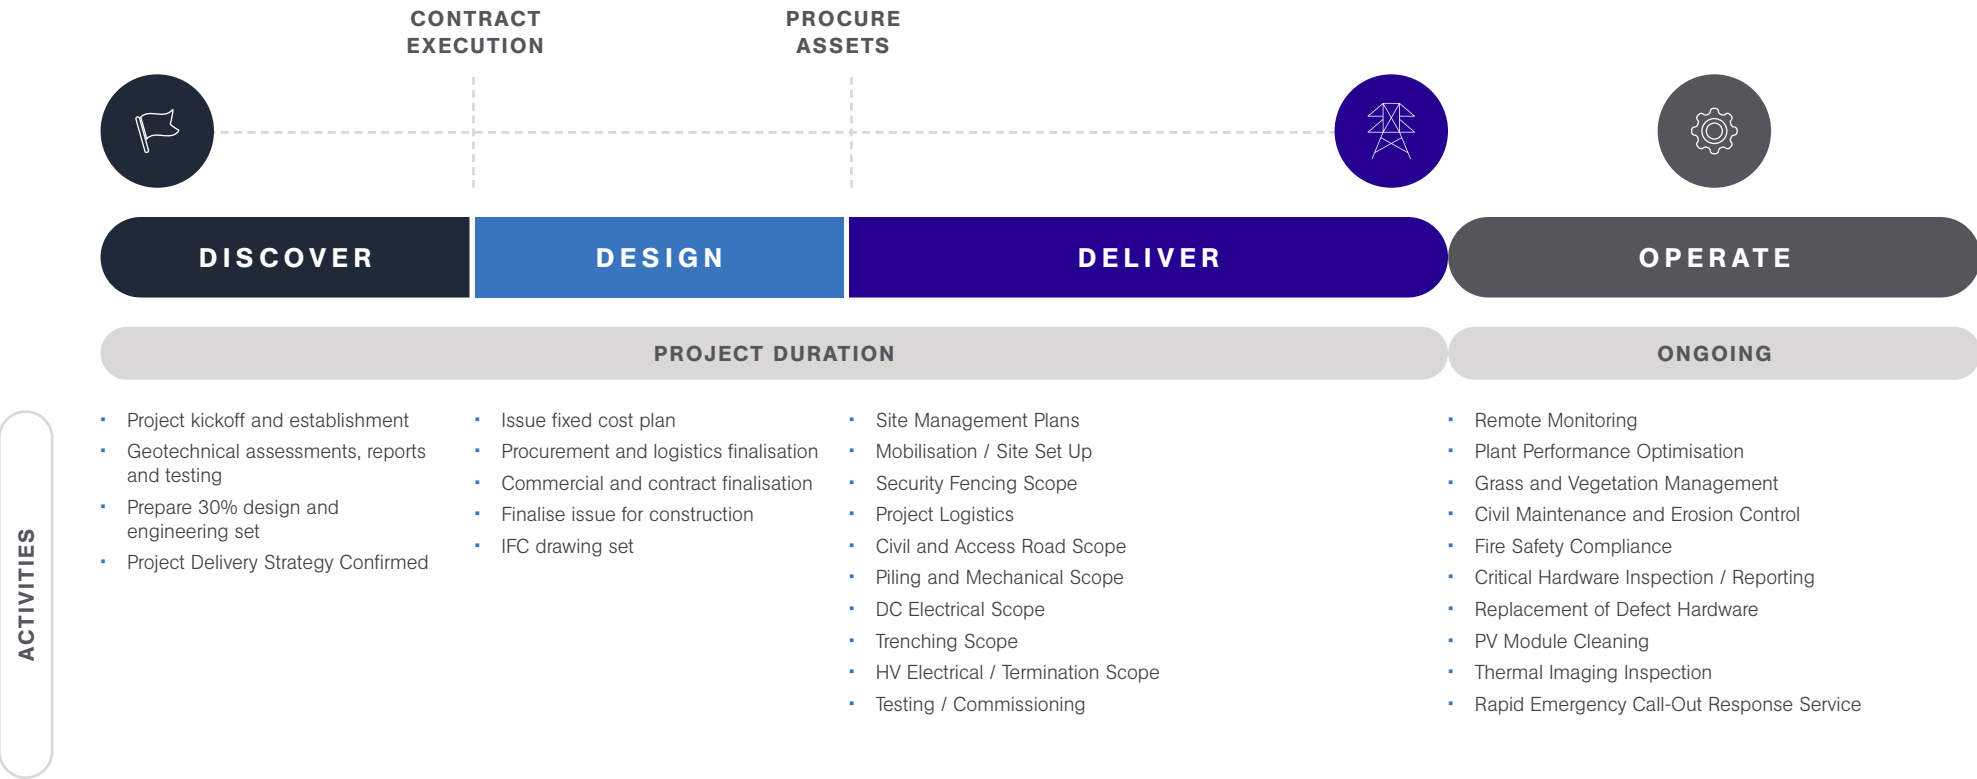 CONTRACT
EXECUTION
PROCURE
ASSETS
DISCOVER
DESIGN
DELIVER
OPERATE
PROJECT DURATION
ONGOING
ACTIVITIES
Project kickoff and establishment
Geotechnical assessments, reports
and testing
Prepare 30% design and
engineering set
Project Delivery Strategy Confirmed
Issue fixed cost plan
Procurement and logistics finalisation
Commercial and contract finalisation
Finalise issue for construction
IFC drawing set
Site Management Plans
Mobilisation / Site Set Up
Security Fencing Scope
Project Logistics
Civil and Access Road Scope
Piling and Mechanical Scope
DC Electrical Scope
Trenching Scope
HV Electrical / Termination Scope
Testing / Commissioning
Remote Monitoring
Plant Performance Optimisation
Grass and Vegetation Management
Civil Maintenance and Erosion Control
Fire Safety Compliance
Critical Hardware Inspection / Reporting
Replacement of Defect Hardware
PV Module Cleaning
Thermal Imaging Inspection
Rapid Emergency Call-Out Response Service